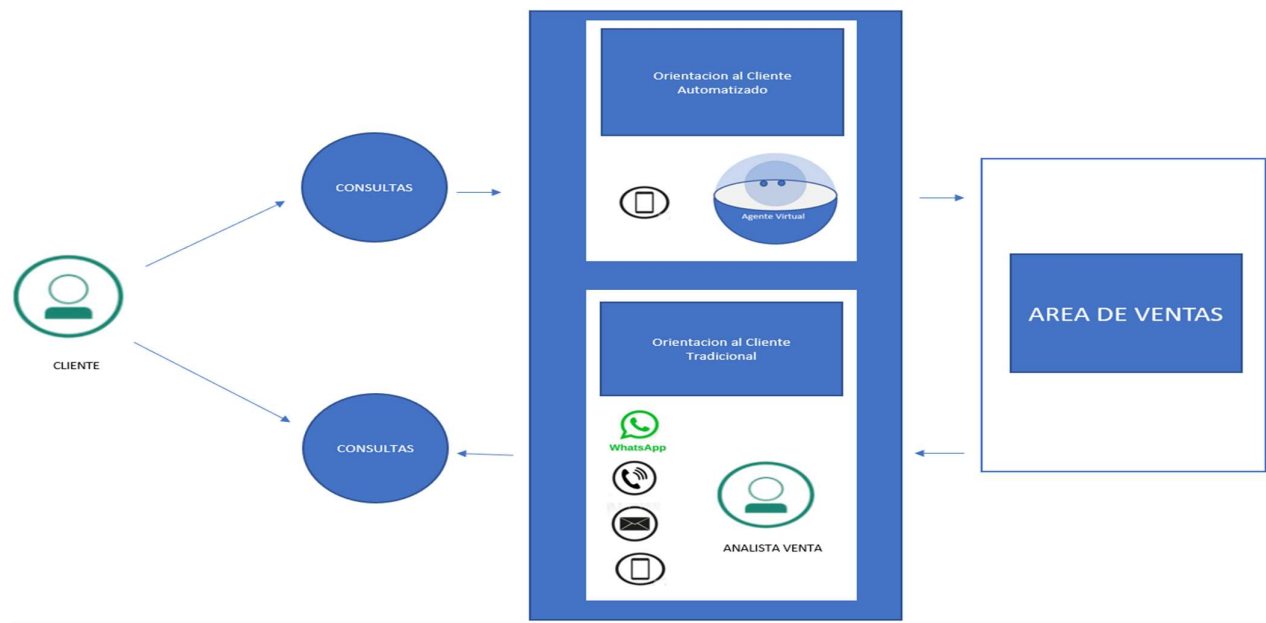 Orientacion al Cliente
Automatizado
CONSULTAS
Agente Virtual
CLIENTE
AREA DE VENTAS
Orientacion al Cliente
Tradicional
WhatsApp
CONSULTAS
ANALISTA VENTA